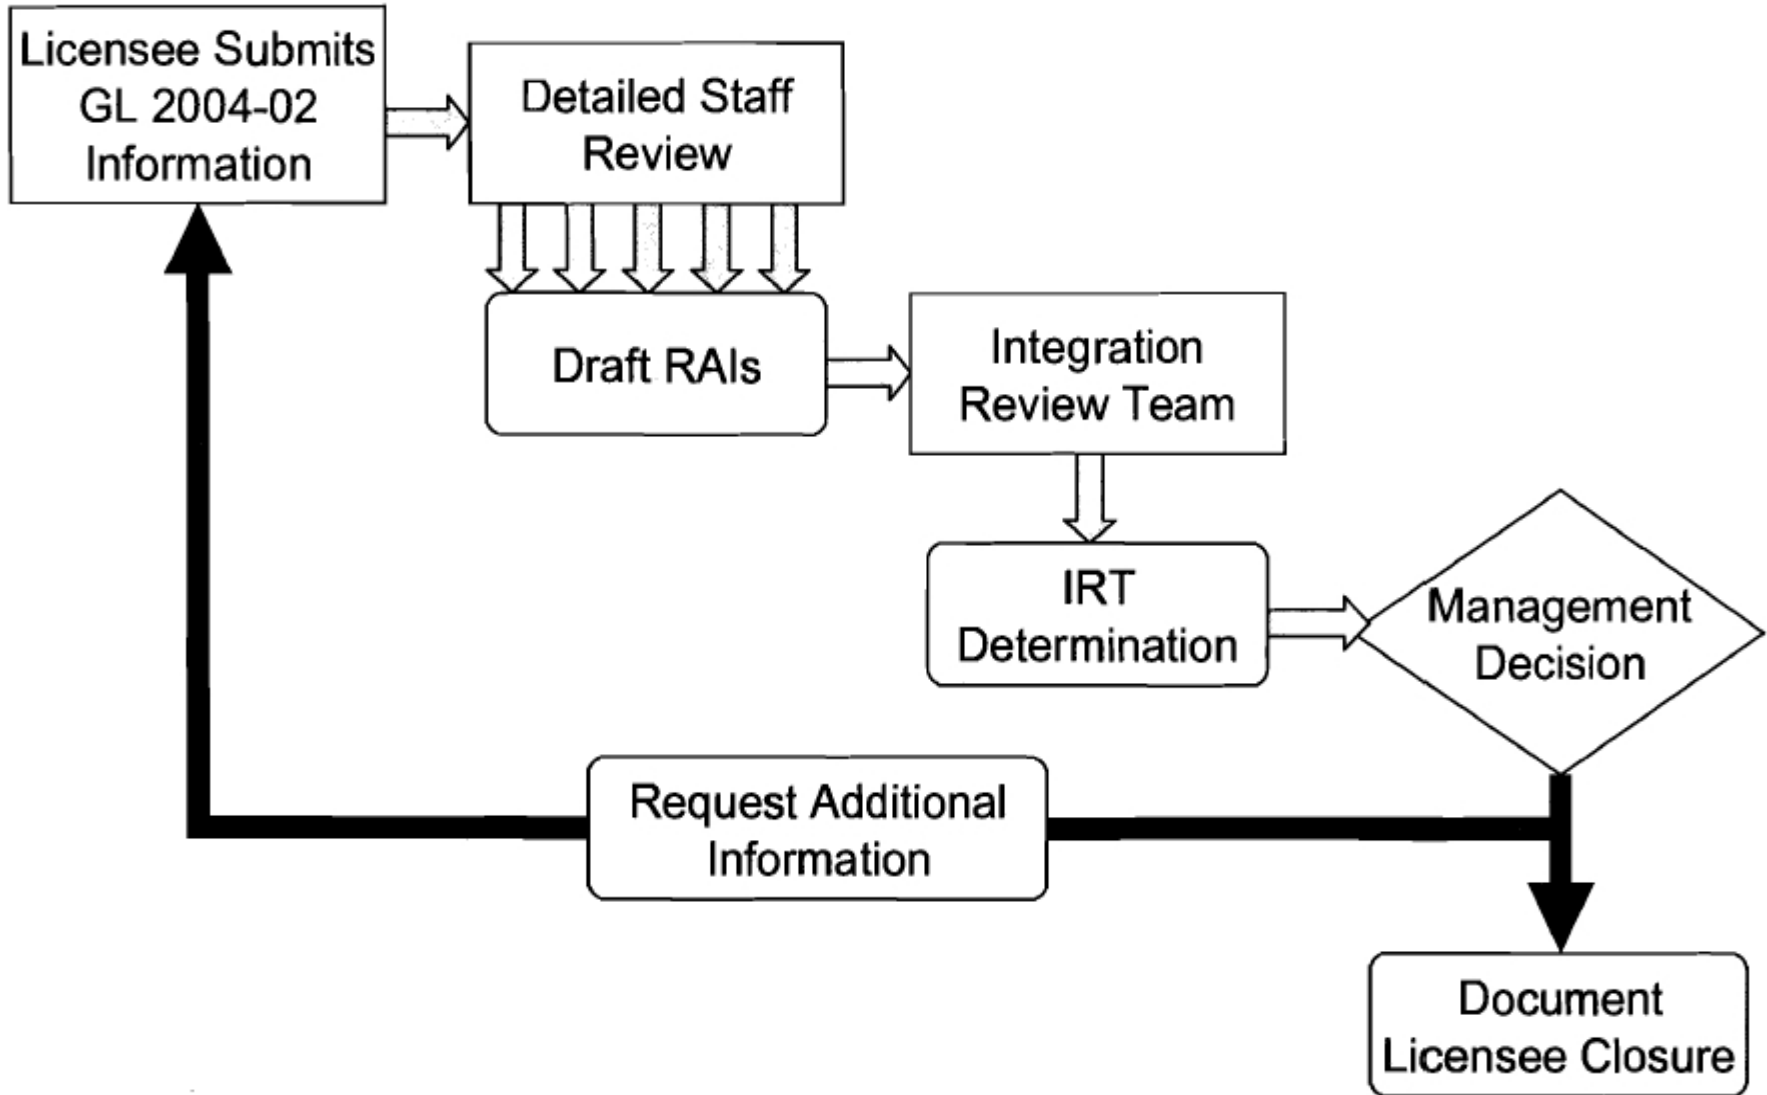 Licensee Submits
GL 2004-02
Information
Detailed Staff
Review
Draft RAIs
Integration
Review Team
IRT
Determination
Management
Decision
Request Additional
Information
Document
Licensee Closure